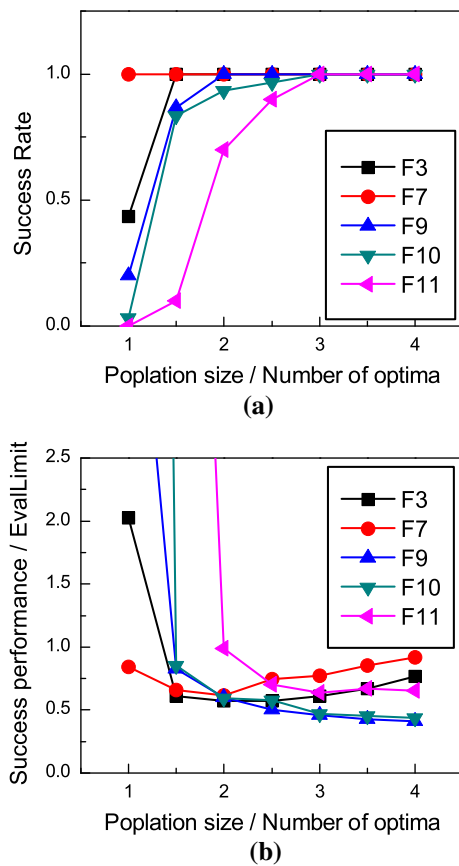 1.0
0.5
0.0
Success Rate
F3
F7
F9
F10
F11
1
2
3
4
Poplation size / Number of optima
(a)
2.5
2.0
1.5
1.0
0.5
0.0
Success performance / EvalLimit
F3
F7
F9
F10
F11
1
2
3
4
Poplation size / Number of optima
(b)